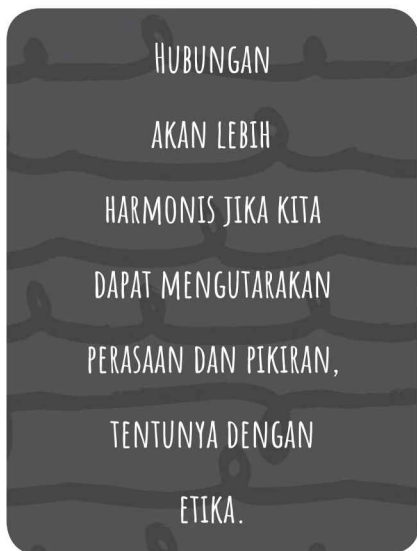 HUBUNGAN
AKAN LEBIH
HARMONIS JIKA KITA
DAPAT MENGUTARAKAN
PERASAAN DAN PIKIRAN,
TENTUNYA DENGAN
ETIKA.